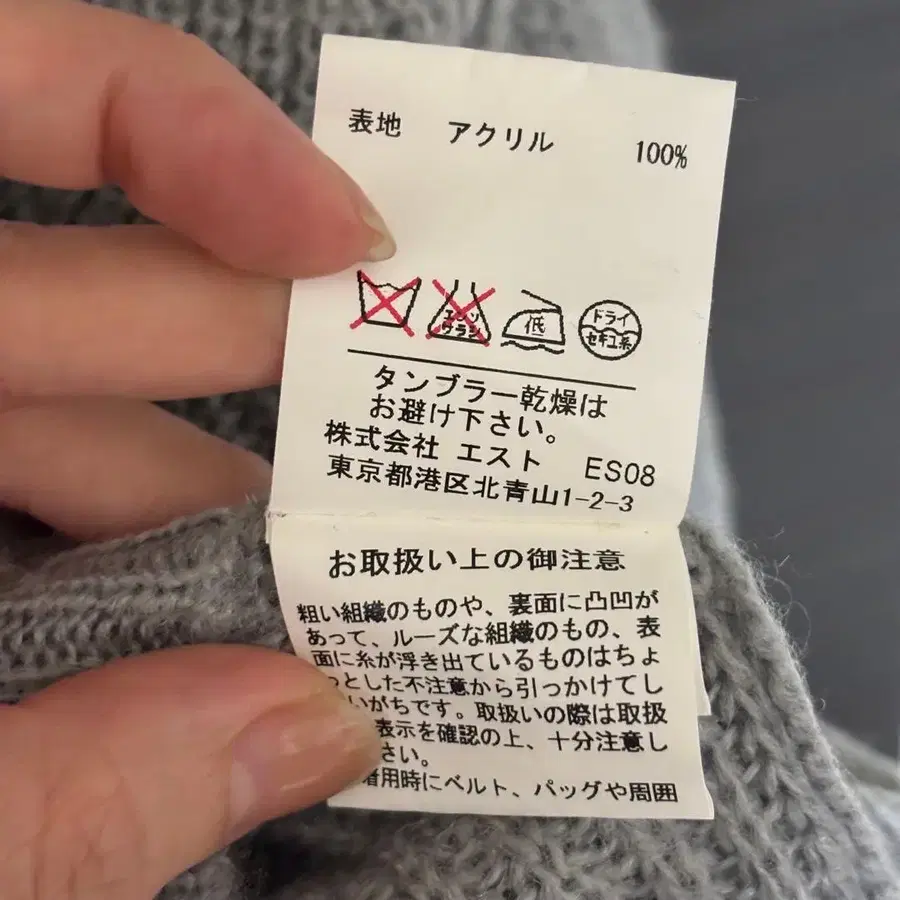 表地 アクリル 100%
エンソ
サラシ
低
ドライ
セキユ系
タンブラー乾燥は
お避け下さい。
株式会社 エスト ES08
東京都港区北青山1-2-3
お取扱い上の御注意
粗い組織のものや、裏面に凸凹が
あって、ルーズな組織のもの、表
面に糸が浮き出ているものはちょ
っとした不注意から引っかけてし
いがちです。取扱いの際は取扱
表示を確認の上、十分注意し
さい。
着用時にベルト、バッグや周囲